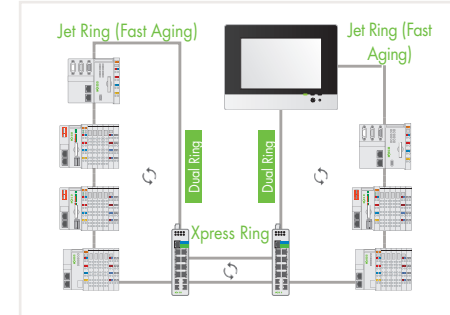 Jet Ring (Fast Aging)
Jet Ring (Fast
Aging)
Dual Ring
Dual Ring
Xpress Ring